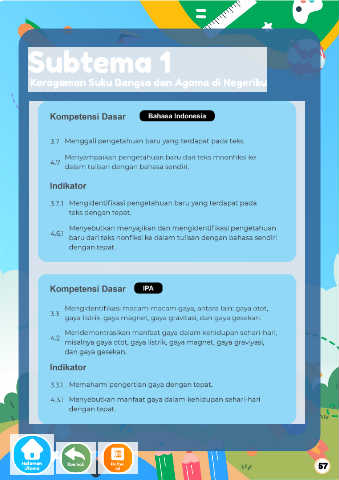 Subtema 1
Keragaman Suku Bangsa dan Agama di Negeriku
Kompetensi Dasar Bahasa Indonesia
3.7 Menggali pengetahuan baru yang terdapat pada teks.
4.7 Menyampaikan pengetahuan baru dari teks nnonfiksi ke
dalam tulisan dengan bahasa sendiri.
Indikator
3.7.1 Mengidentifikasi pengetahuan baru yang terdapat pada
teks dengan tepat.
4.6.1 Menyebutkan menyajikan dan mengidentifikasi pengetahuan
baru dari teks nonfiksi ke dalam tulisan dengan bahasa sendiri
dengan tepat.
Kompetensi Dasar IPA
3.3 Mengidentifikasi macam-macam gaya, antara lain: gaya otot,
gaya listrik, gaya magnet, gaya gravitasi, dan gaya gesekan.
4.3 Mendemontrasikan manfaat gaya dalam kehidupan sehari-hari,
misalnya gaya otot, gaya listrik, gaya magnet, gaya graviyasi,
dan gaya gesekan.
Indikator
3.3.1 Memahami pengertian gaya dengan tepat.
4.3.1 Menyebutkan manfaat gaya dalam kehidupan sehari-hari
dengan tepat.
Halaman
Utama
57